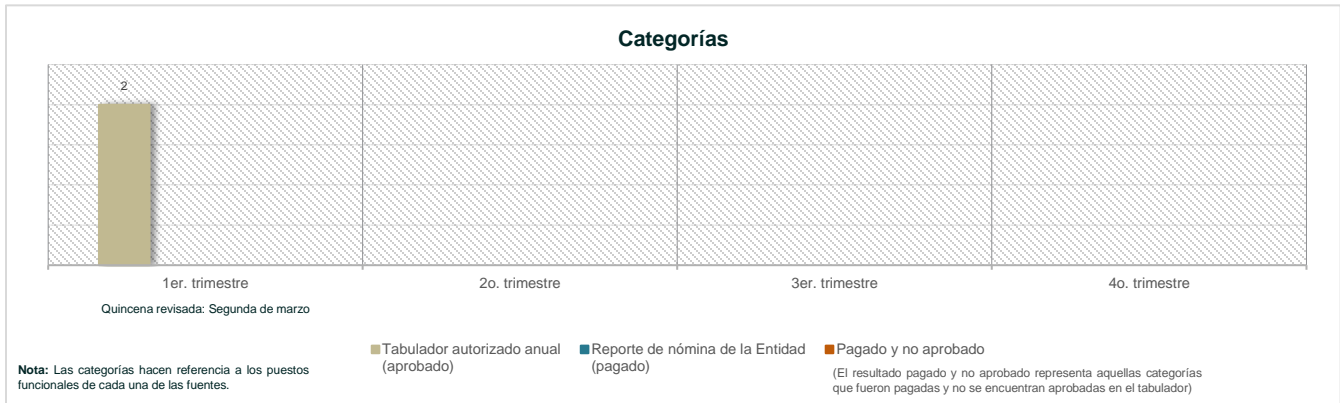 Categorías
2
1er. trimestre
2o. trimestre
3er. trimestre
4o. trimestre
Quincena revisada: Segunda de marzo
Tabulador autorizado anual
(aprobado)
Reporte de nómina de la Entidad
(pagado)
Pagado y no aprobado
(El resultado pagado y no aprobado representa aquellas categorías
que fueron pagadas y no se encuentran aprobadas en el tabulador)
Nota: Las categorías hacen referencia a los puestos
funcionales de cada una de las fuentes.